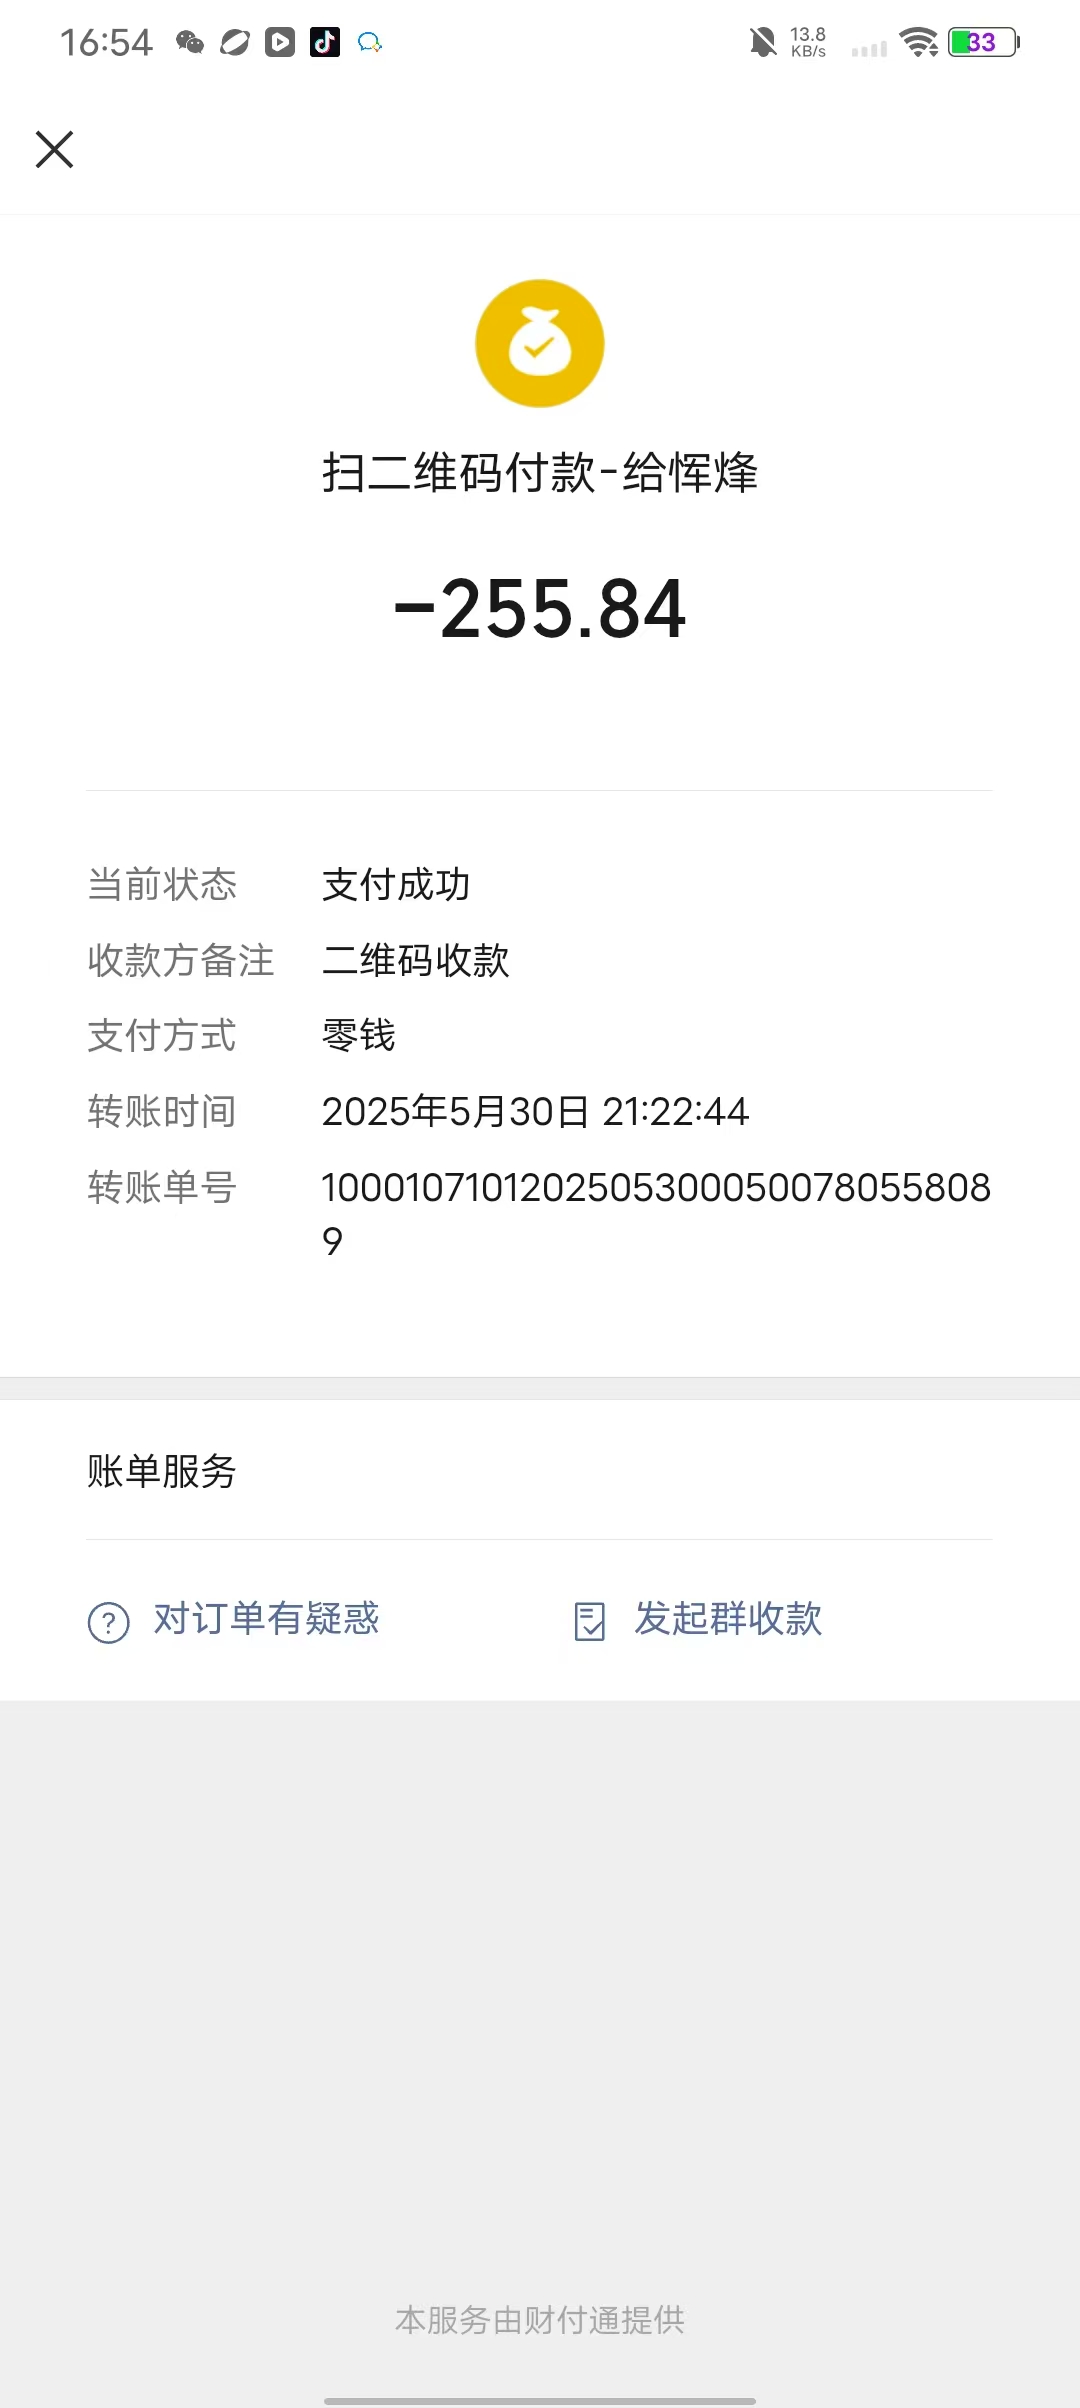 16:54 13.8 KB/s 33
扫二维码付款-给恽烽
-255.84
当前状态 支付成功
收款方备注 二维码收款
支付方式 零钱
转账时间 2025年5月30日 21:22:44
转账单号 1000107101202505300050078055808
9
账单服务
对订单有疑惑 发起群收款
本服务由财付通提供